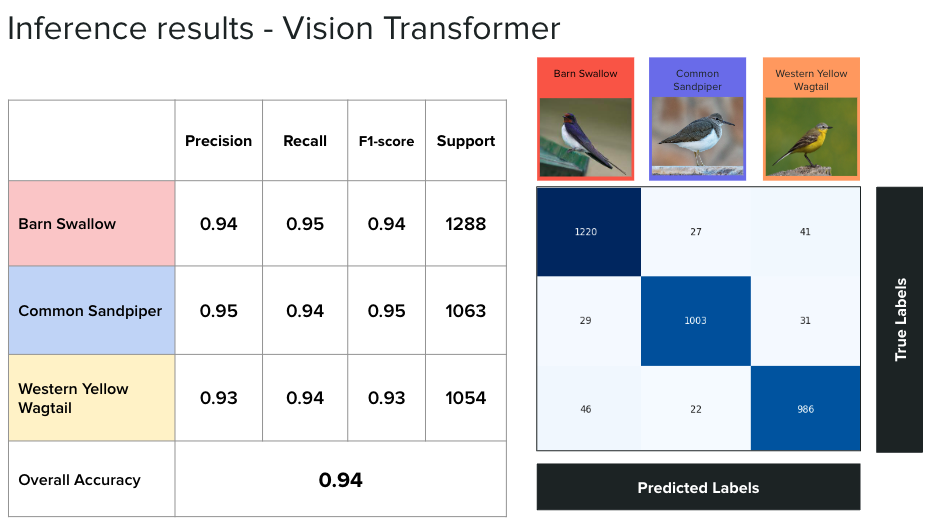 Inference results - Vision Transformer
Precision Recall F1-score Support
Barn Swallow 0.94 0.95 0.94 1288
Common Sandpiper 0.95 0.94 0.95 1063
Western Yellow
Wagtail 0.93 0.94 0.93 1054
Overall Accuracy 0.94
Barn Swallow
Common
Sandpiper
Western Yellow
Wagtail
1220 27 41
29 1003 31
46 22 986
True Labels
Predicted Labels